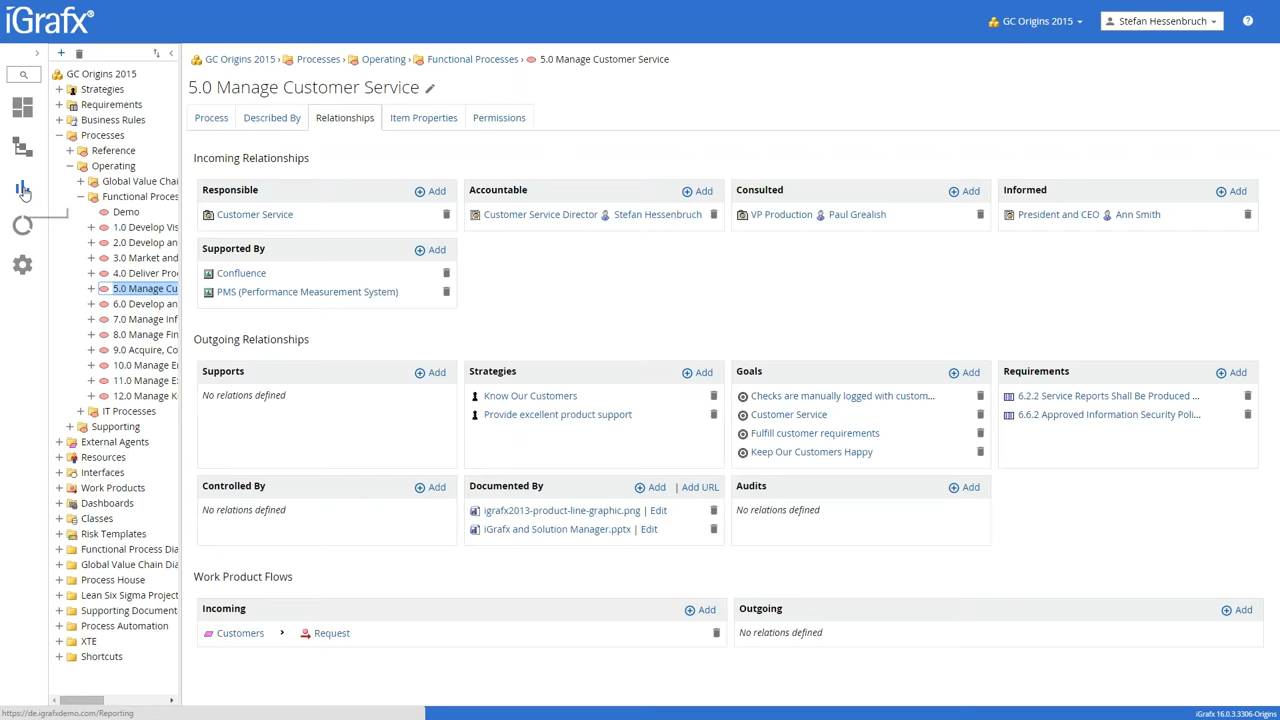 iGrafx®
GC Origins 2015
Stefan Hessenbruch
GC Origins 2015
Strategies
Requirements
Business Rules
Processes
Reference
Operating
Global Value Chai
Functional Proces
Demo
1.0 Develop Vis
2.0 Develop an
3.0 Market and
4.0 Deliver Pro
5.0 Manage Cu
6.0 Develop an
7.0 Manage Inf
8.0 Manage Fin
9.0 Acquire, Co
10.0 Manage E
11.0 Manage E
12.0 Manage K
IT Processes
Supporting
External Agents
Resources
Interfaces
Work Products
Dashboards
Classes
Risk Templates
Functional Process Dia
Global Value Chain Dia
Process House
Lean Six Sigma Project
Supporting Document
Process Automation
XTE
Shortcuts
GC Origins 2015 › Processes › Operating › Functional Processes › 5.0 Manage Customer Service
5.0 Manage Customer Service
Process Described By Relationships Item Properties Permissions
Incoming Relationships
Responsible Add
Customer Service
Accountable Add
Customer Service Director Stefan Hessenbruch
Consulted Add
VP Production Paul Grealish
Informed Add
President and CEO Ann Smith
Supported By Add
Confluence
PMS (Performance Measurement System)
Outgoing Relationships
Supports Add
No relations defined
Strategies Add
Know Our Customers
Provide excellent product support
Goals Add
Checks are manually logged with custom...
Customer Service
Fulfill customer requirements
Keep Our Customers Happy
Requirements Add
6.2.2 Service Reports Shall Be Produced ...
6.6.2 Approved Information Security Poli...
Controlled By Add
No relations defined
Documented By Add | Add URL
igrafx2013-product-line-graphic.png | Edit
iGrafx and Solution Manager.pptx | Edit
Audits Add
No relations defined
Work Product Flows
Incoming Add
Customers › Request
Outgoing Add
No relations defined
https://de.igrafxdemo.com/Reporting
iGrafx 16.0.3.3306-Origins